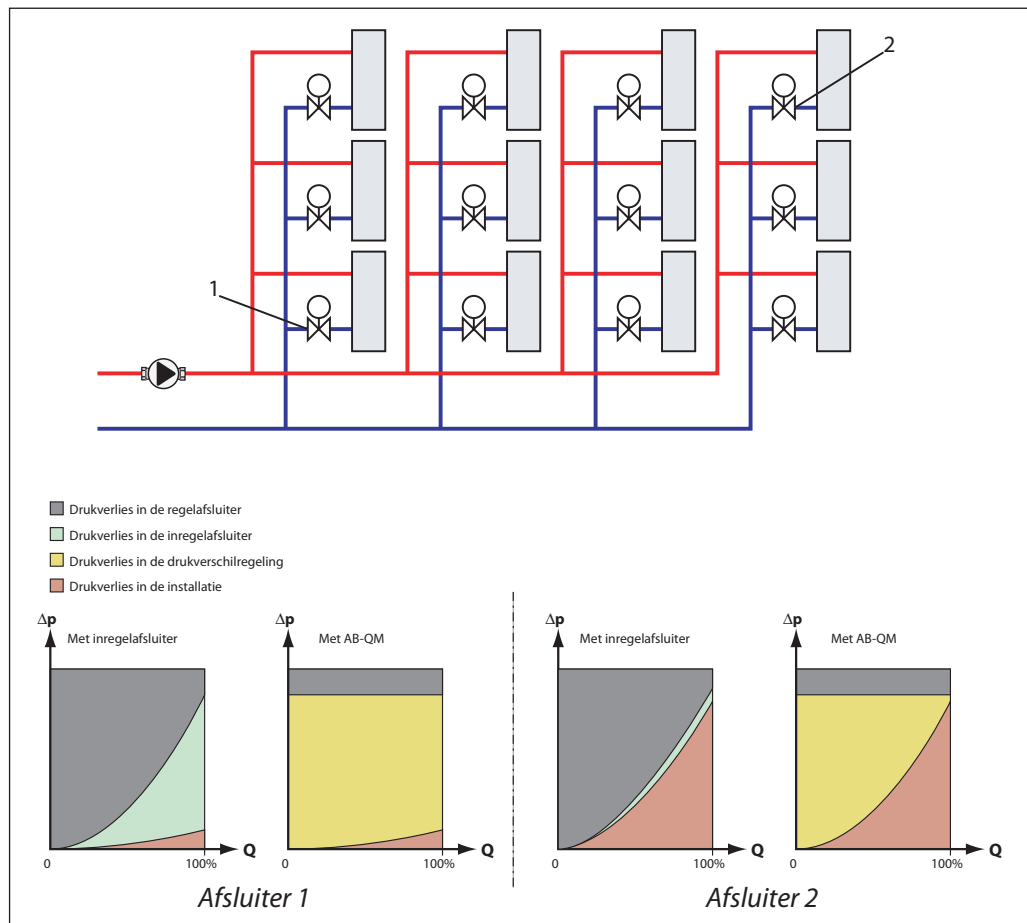 2
1
Drukverlies in de regelafsluiter
Drukverlies in de inregelafsluiter
Drukverlies in de drukverschilregeling
Drukverlies in de installatie
Δp
Met inregelafsluiter
0
100%
Q
Δp
Met AB-QM
0
100%
Q
Afsluiter 1
Δp
Met inregelafsluiter
0
100%
Q
Δp
Met AB-QM
0
100%
Q
Afsluiter 2